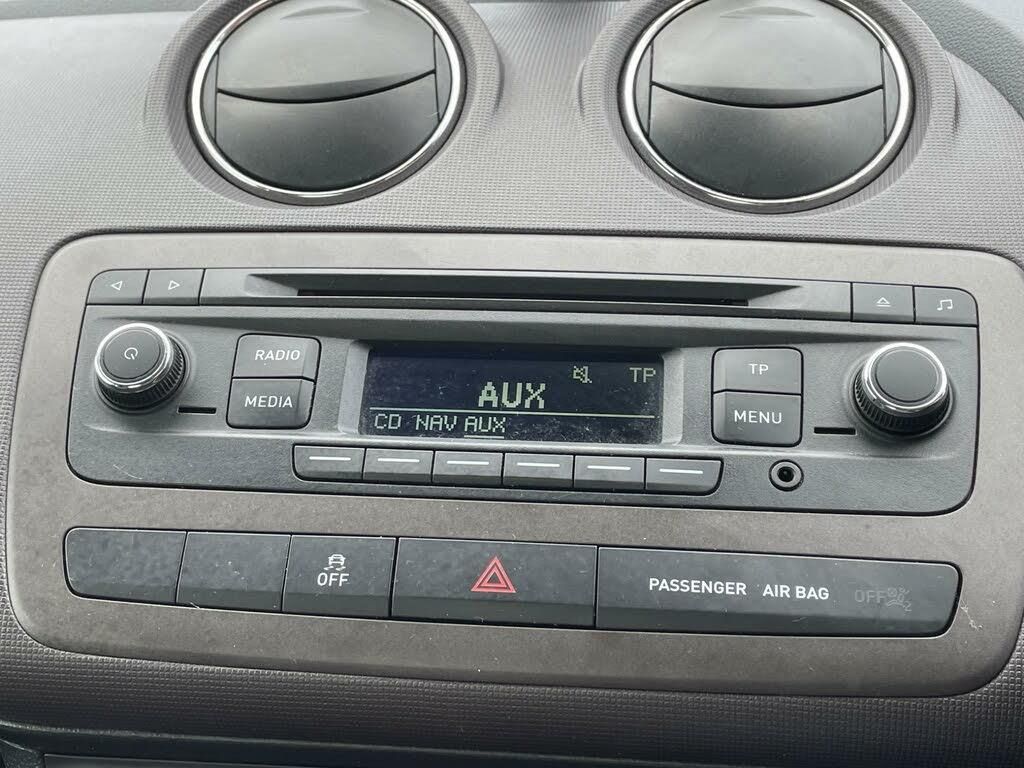 RADIO
MEDIA
TP
AUX
CD NAV AUX
TP
MENU
OFF
PASSENGER AIR BAG OFF